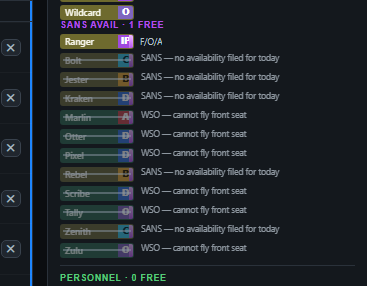 Wildcard
SANS AVAIL · 1 FREE
Ranger IP F/O/A
Bolt SANS — no availability filed for today
Jester SANS — no availability filed for today
Kraken SANS — no availability filed for today
Marlin WSO — cannot fly front seat
Otter WSO — cannot fly front seat
Pixel WSO — cannot fly front seat
Rebel SANS — no availability filed for today
Scribe WSO — cannot fly front seat
Tally WSO — cannot fly front seat
Zenith SANS — no availability filed for today
Zulu WSO — cannot fly front seat
PERSONNEL · 0 FREE